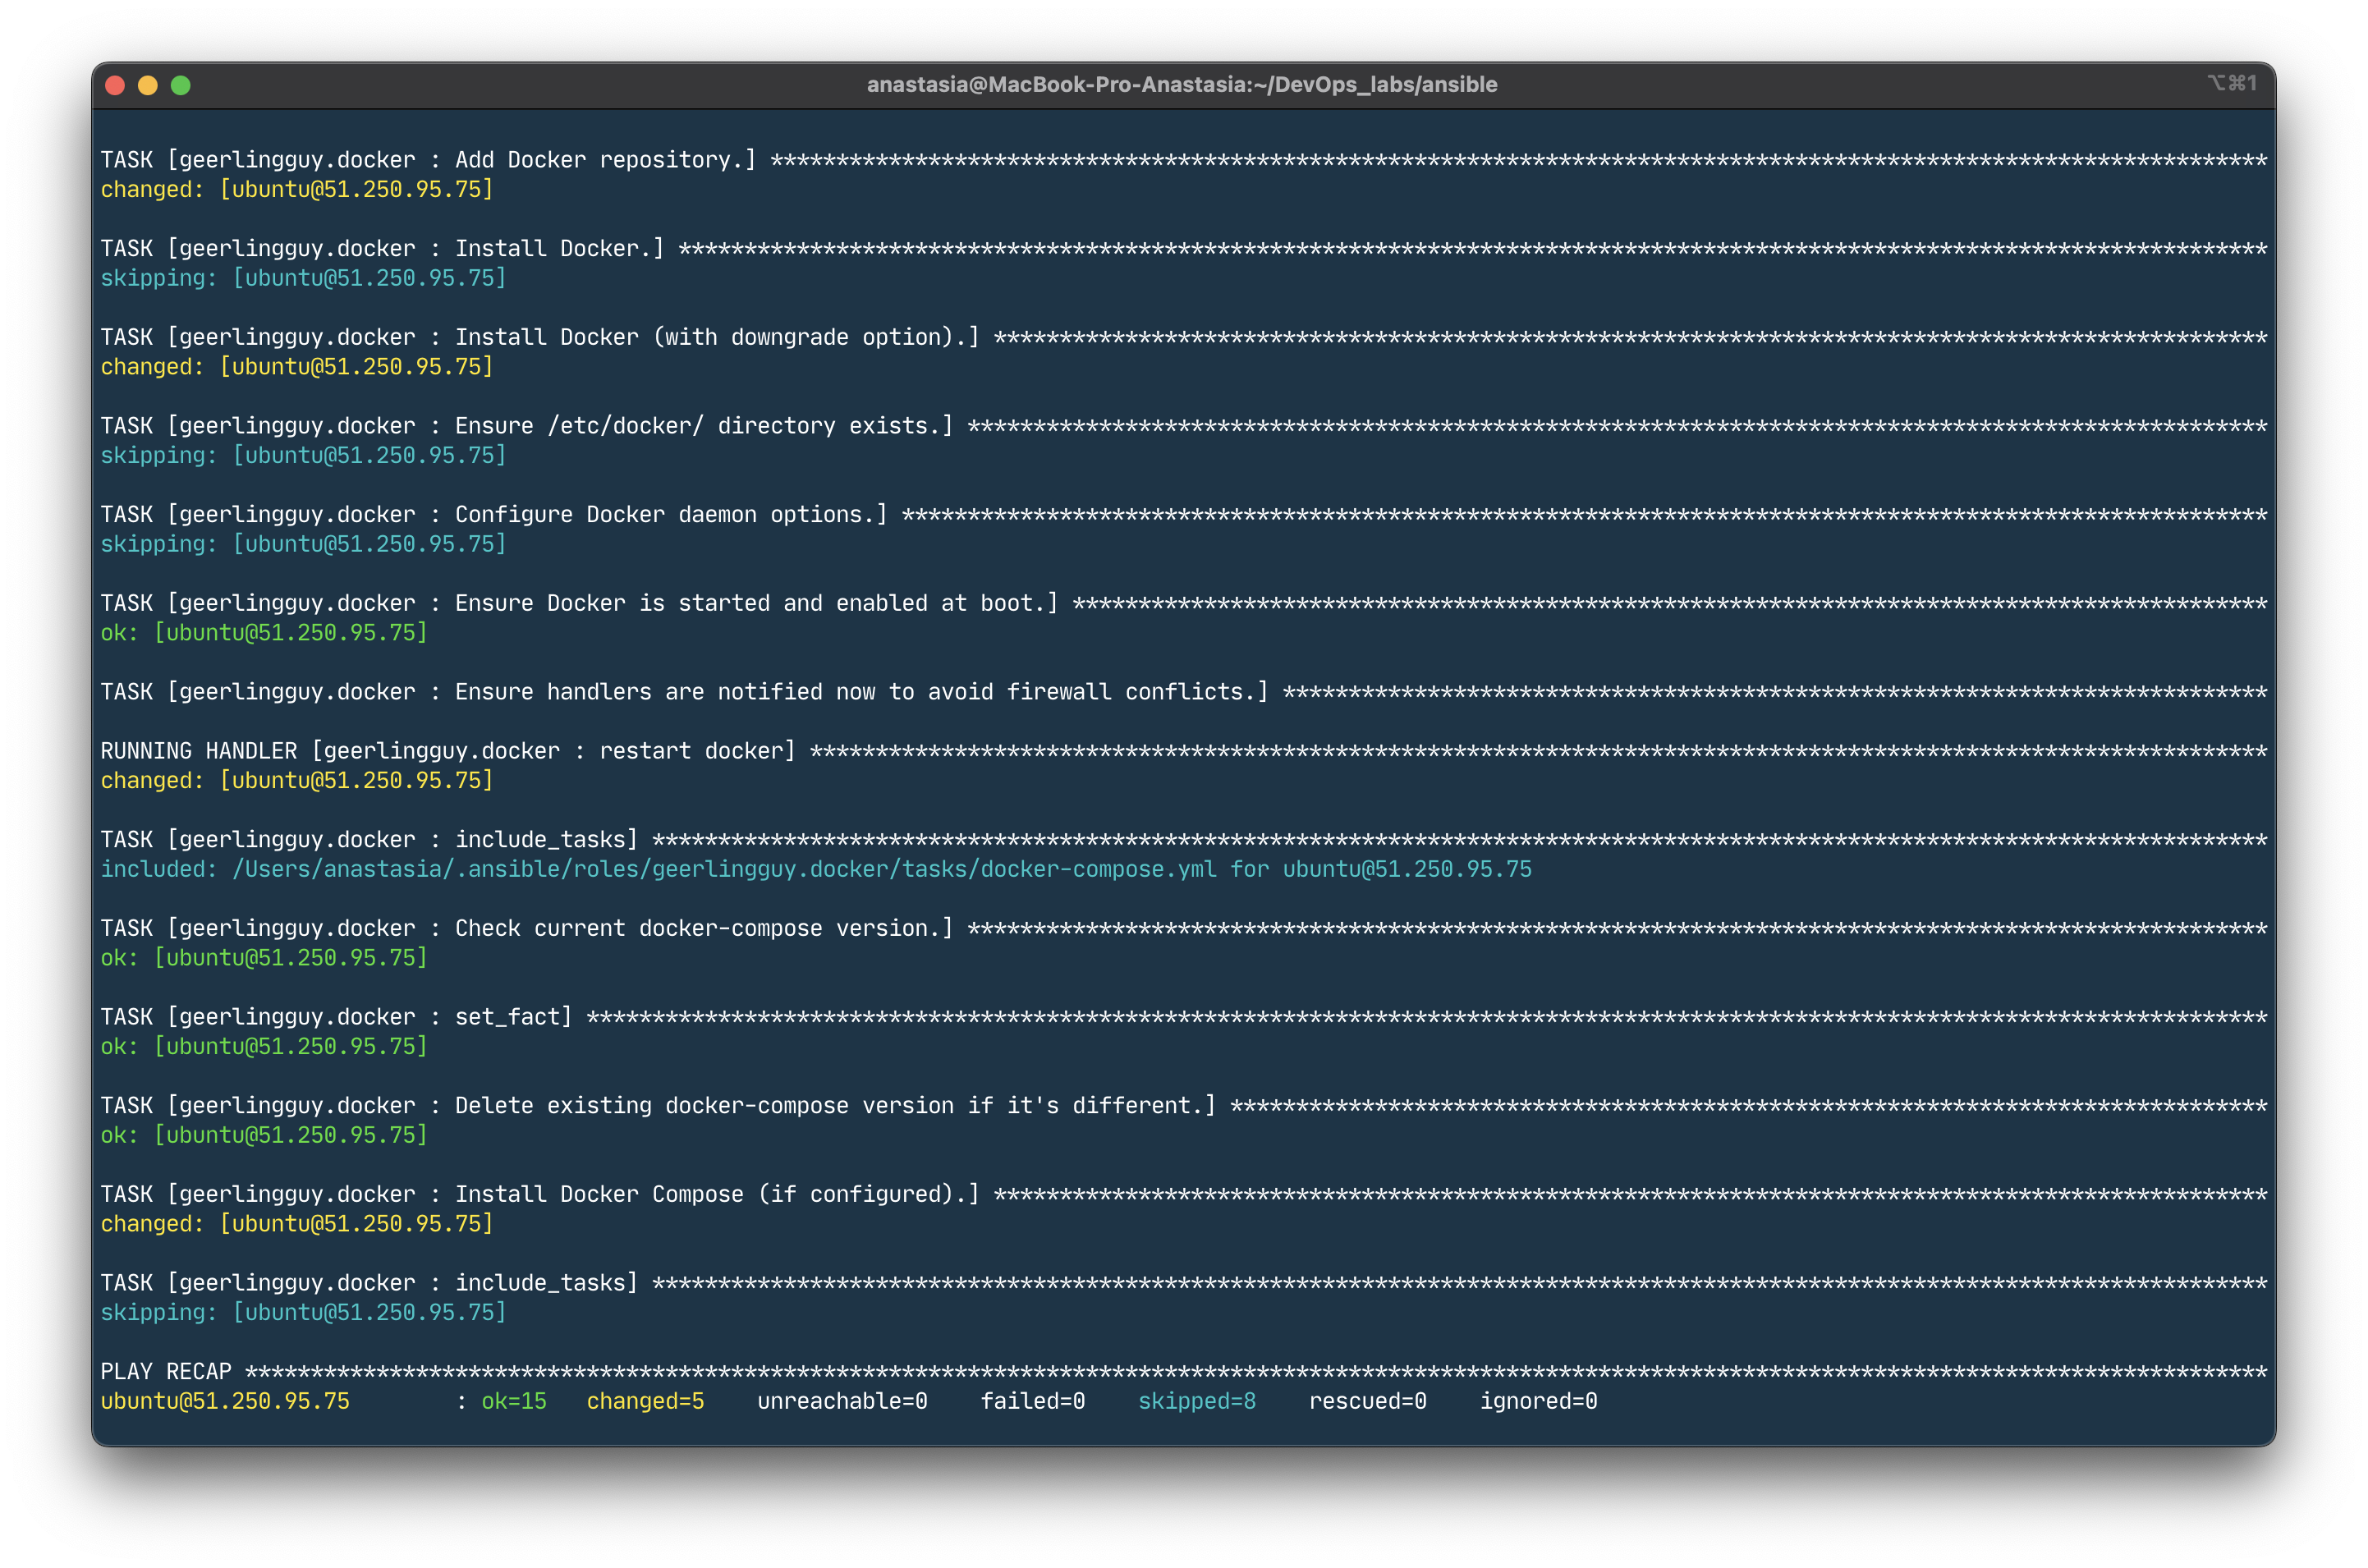 anastasia@MacBook-Pro-Anastasia:~/DevOps_labs/ansible
⌥⌘1
TASK [geerlingguy.docker : Add Docker repository.] ******************************************************************************************************************
changed: [ubuntu@51.250.95.75]
TASK [geerlingguy.docker : Install Docker.] *************************************************************************************************************************
skipping: [ubuntu@51.250.95.75]
TASK [geerlingguy.docker : Install Docker (with downgrade option).] *************************************************************************************************
changed: [ubuntu@51.250.95.75]
TASK [geerlingguy.docker : Ensure /etc/docker/ directory exists.] ***************************************************************************************************
skipping: [ubuntu@51.250.95.75]
TASK [geerlingguy.docker : Configure Docker daemon options.] ********************************************************************************************************
skipping: [ubuntu@51.250.95.75]
TASK [geerlingguy.docker : Ensure Docker is started and enabled at boot.] *******************************************************************************************
ok: [ubuntu@51.250.95.75]
TASK [geerlingguy.docker : Ensure handlers are notified now to avoid firewall conflicts.] ***************************************************************************
RUNNING HANDLER [geerlingguy.docker : restart docker] ***************************************************************************************************************
changed: [ubuntu@51.250.95.75]
TASK [geerlingguy.docker : include_tasks] ***************************************************************************************************************************
included: /Users/anastasia/.ansible/roles/geerlingguy.docker/tasks/docker-compose.yml for ubuntu@51.250.95.75
TASK [geerlingguy.docker : Check current docker-compose version.] ***************************************************************************************************
ok: [ubuntu@51.250.95.75]
TASK [geerlingguy.docker : set_fact] ********************************************************************************************************************************
ok: [ubuntu@51.250.95.75]
TASK [geerlingguy.docker : Delete existing docker-compose version if it's different.] *******************************************************************************
ok: [ubuntu@51.250.95.75]
TASK [geerlingguy.docker : Install Docker Compose (if configured).] *************************************************************************************************
changed: [ubuntu@51.250.95.75]
TASK [geerlingguy.docker : include_tasks] ***************************************************************************************************************************
skipping: [ubuntu@51.250.95.75]
PLAY RECAP **********************************************************************************************************************************************************
ubuntu@51.250.95.75        : ok=15   changed=5    unreachable=0    failed=0    skipped=8    rescued=0    ignored=0